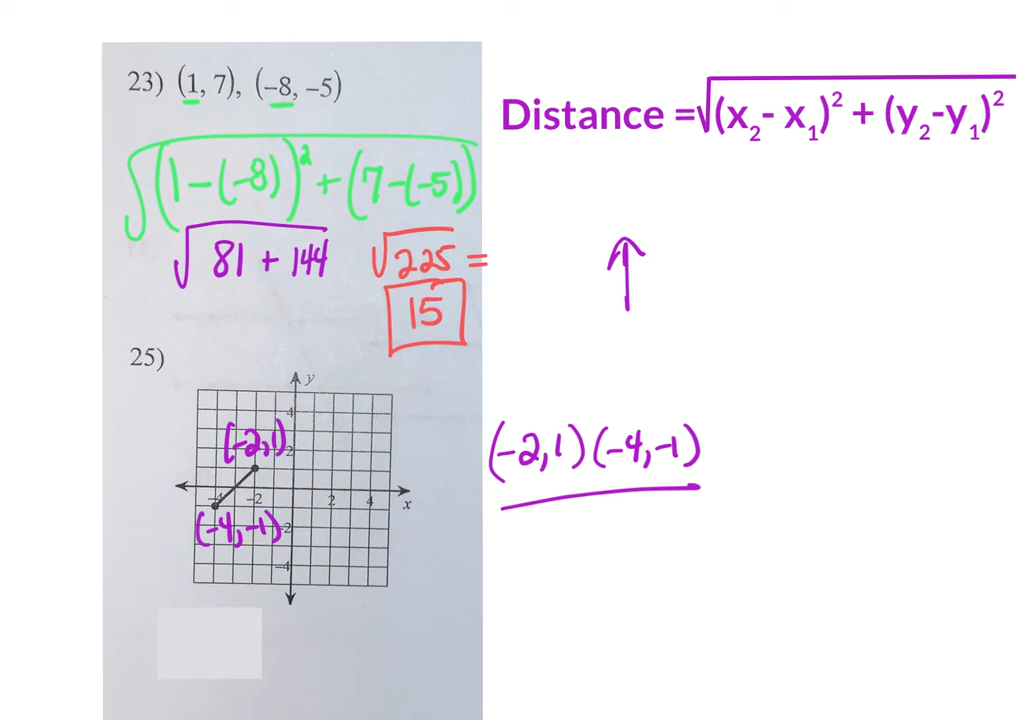 23) (1, 7), (−8, −5)
√(1−(−8))² + (7−(−5))
√81 + 144
√225 =
15
Distance =√(x₂- x₁)² + (y₂-y₁)²
25)
y
4
(−2,1)
2
−4 −2 2 4 x
(−4,−1)
−2
−4
(−2,1) (−4,−1)